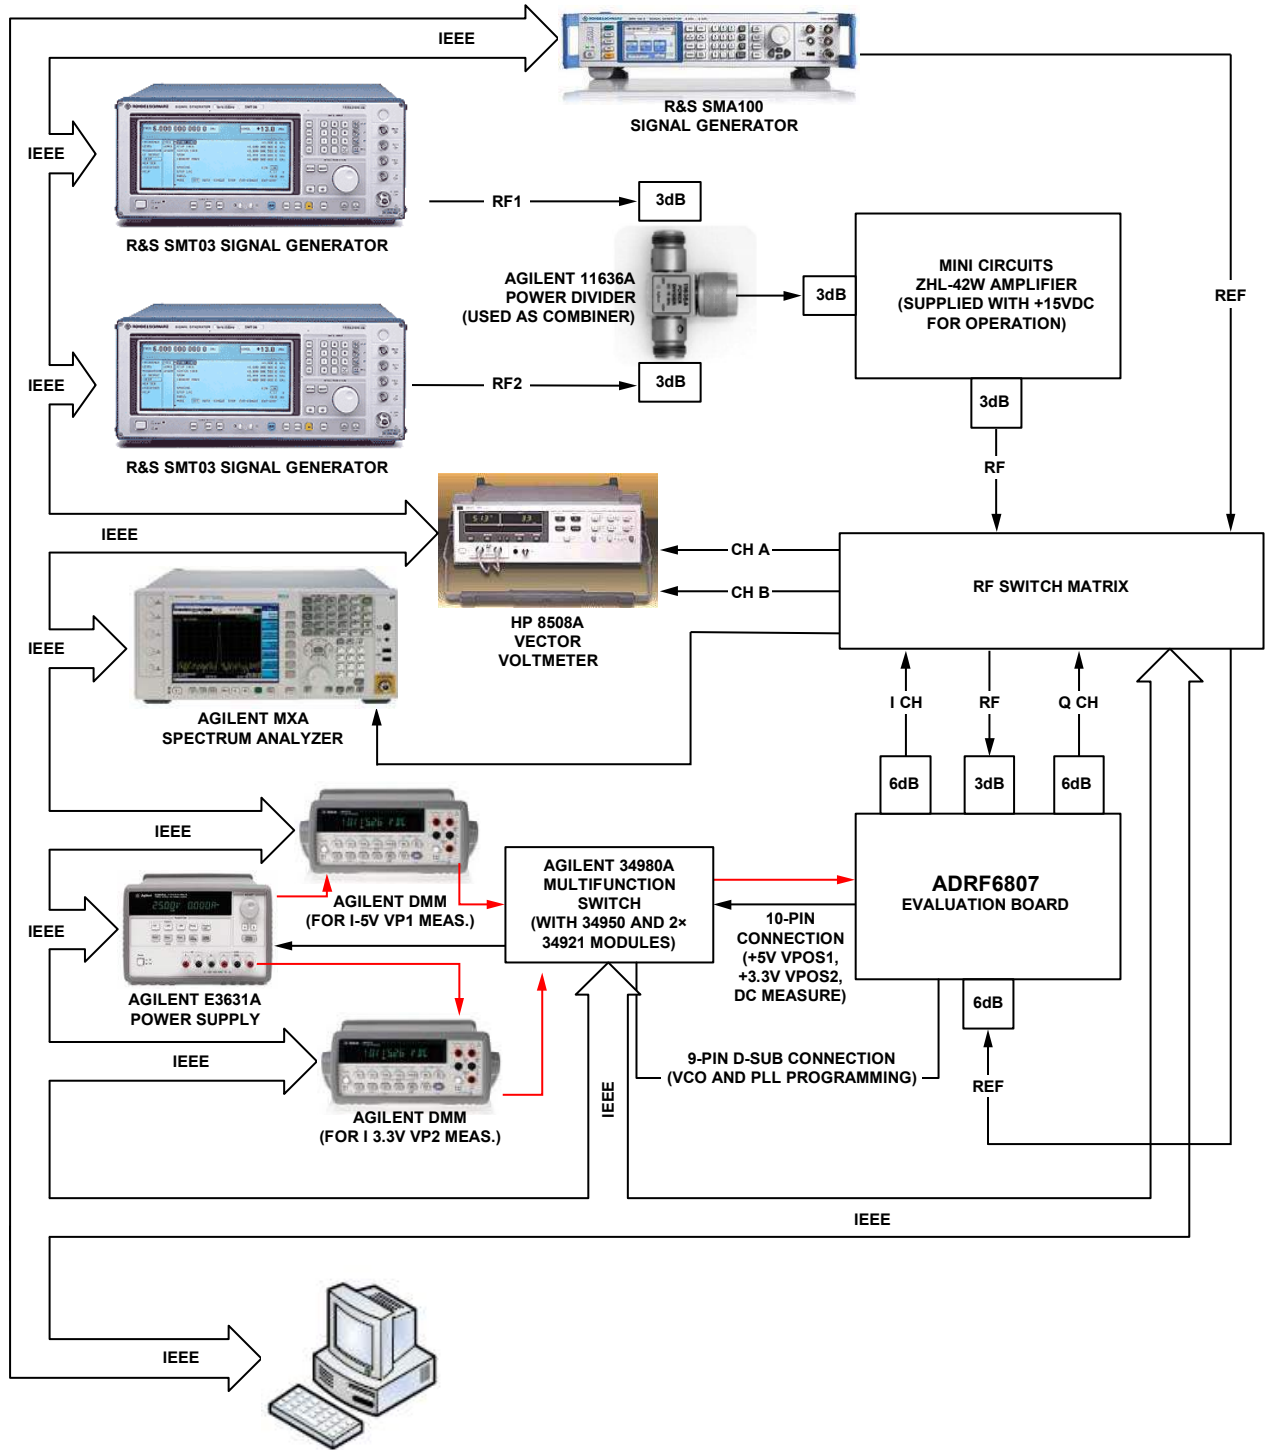 IEEE
R&S SMA100
SIGNAL GENERATOR
IEEE
R&S SMT03 SIGNAL GENERATOR
RF1
3dB
AGILENT 11636A
POWER DIVIDER
(USED AS COMBINER)
3dB
MINI CIRCUITS
ZHL-42W AMPLIFIER
(SUPPLIED WITH +15VDC
FOR OPERATION)
REF
IEEE
RF2
3dB
3dB
R&S SMT03 SIGNAL GENERATOR
RF
IEEE
CH A
CH B
RF SWITCH MATRIX
HP 8508A
VECTOR
VOLTMETER
IEEE
AGILENT MXA
SPECTRUM ANALYZER
I CH
RF
Q CH
6dB
3dB
6dB
IEEE
AGILENT DMM
(FOR I-5V VP1 MEAS.)
AGILENT 34980A
MULTIFUNCTION
SWITCH
(WITH 34950 AND 2×
34921 MODULES)
ADRF6807
EVALUATION BOARD
10-PIN
CONNECTION
(+5V VPOS1,
+3.3V VPOS2,
DC MEASURE)
IEEE
AGILENT E3631A
POWER SUPPLY
6dB
IEEE
9-PIN D-SUB CONNECTION
(VCO AND PLL PROGRAMMING)
REF
AGILENT DMM
(FOR I 3.3V VP2 MEAS.)
IEEE
IEEE
IEEE